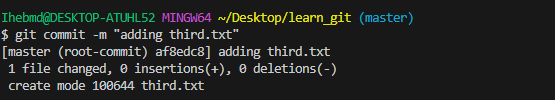 Ihebmd@DESKTOP-ATUHL52 MINGW64 ~/Desktop/learn_git (master)
$ git commit -m "adding third.txt"
[master (root-commit) af8edc8] adding third.txt
 1 file changed, 0 insertions(+), 0 deletions(-)
 create mode 100644 third.txt